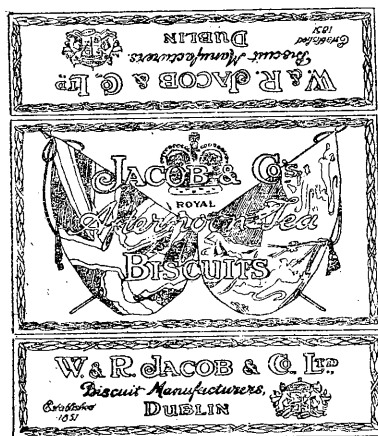 W. & R. JACOB & CO. LTD.
Biscuit Manufacturers,
DUBLIN
Established
1851
JACOB & CO'S
ROYAL
Afternoon Tea
BISCUITS
W. & R. JACOB & CO. LTD.
Biscuit Manufacturers,
DUBLIN
Established
1851